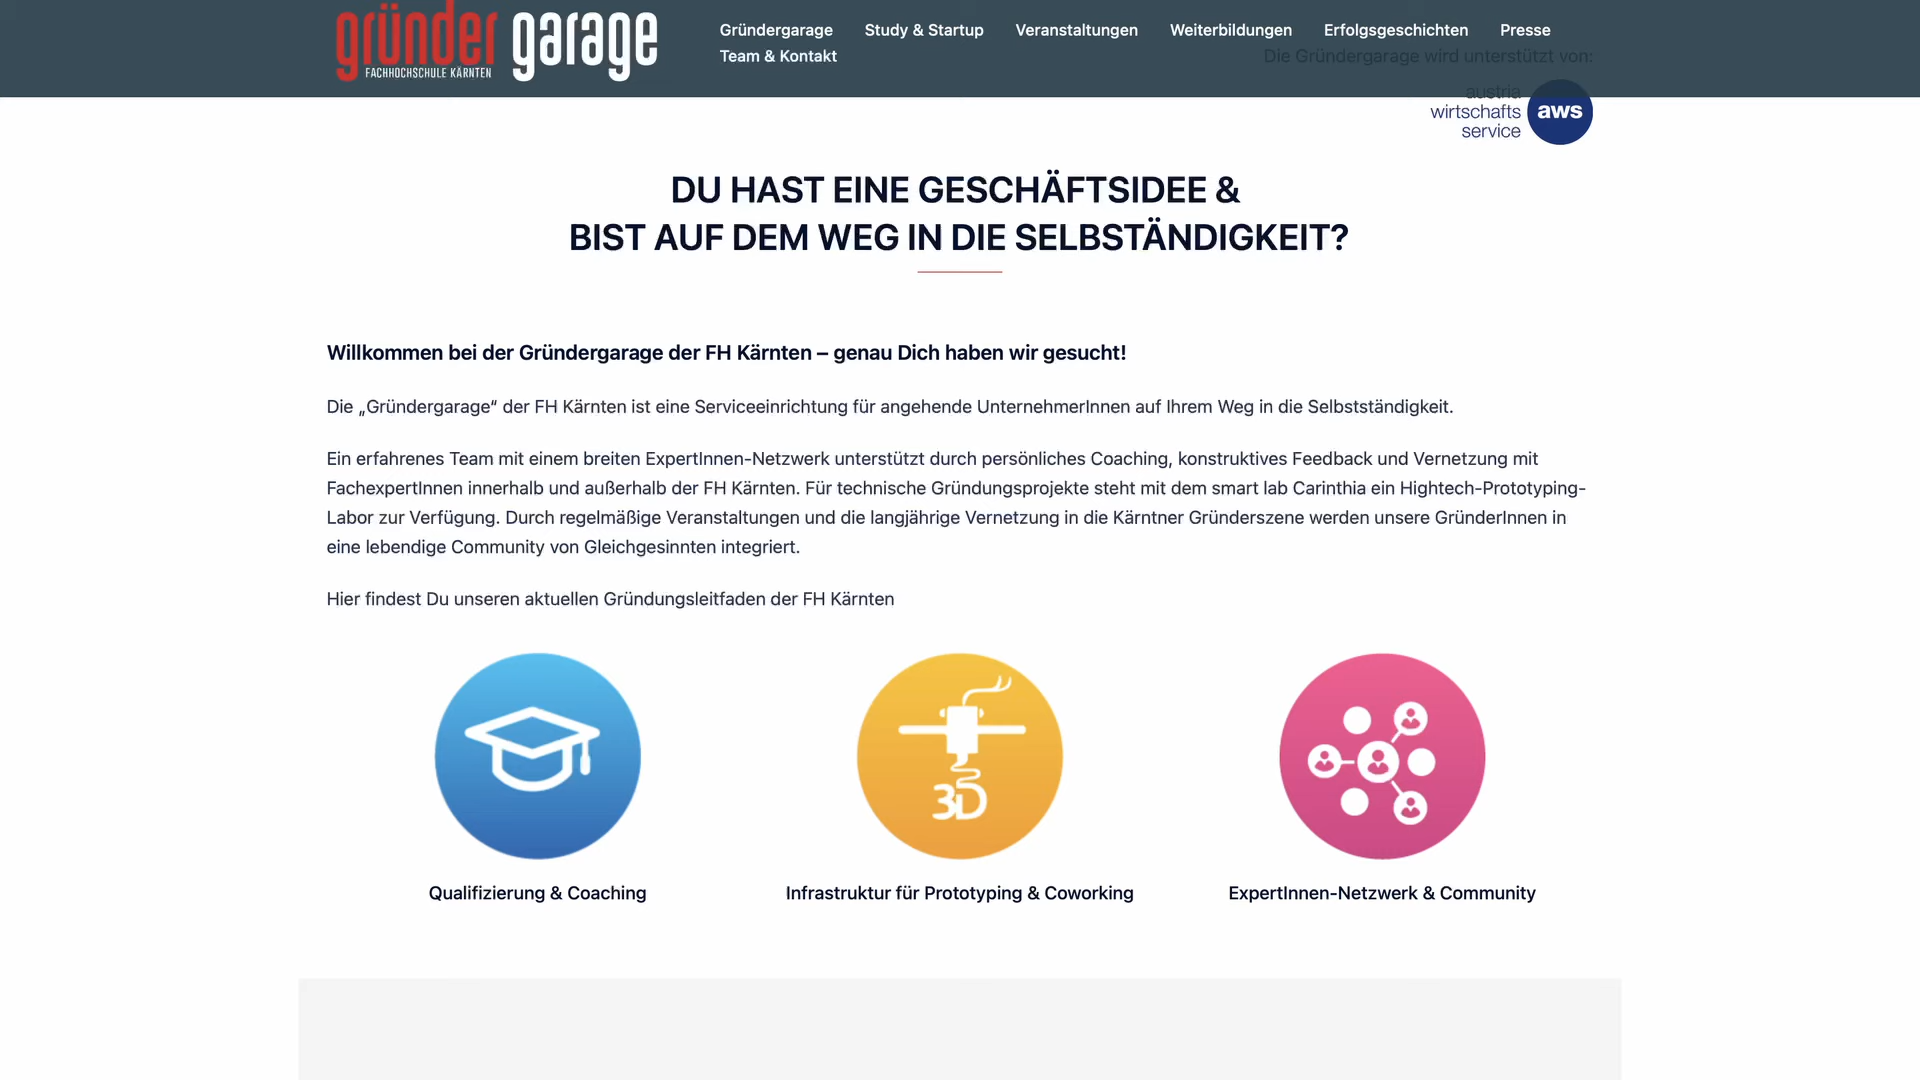 gründer garage
FACHHOCHSCHULE KÄRNTEN
Gründergarage Study & Startup Veranstaltungen Weiterbildungen Erfolgsgeschichten Presse
Team & Kontakt
Die Gründergarage wird unterstützt von:
austria
wirtschafts
service
aws
DU HAST EINE GESCHÄFTSIDEE &
BIST AUF DEM WEG IN DIE SELBSTÄNDIGKEIT?
Willkommen bei der Gründergarage der FH Kärnten – genau Dich haben wir gesucht!
Die „Gründergarage“ der FH Kärnten ist eine Serviceeinrichtung für angehende UnternehmerInnen auf Ihrem Weg in die Selbstständigkeit.
Ein erfahrenes Team mit einem breiten ExpertInnen-Netzwerk unterstützt durch persönliches Coaching, konstruktives Feedback und Vernetzung mit
FachexpertInnen innerhalb und außerhalb der FH Kärnten. Für technische Gründungsprojekte steht mit dem smart lab Carinthia ein Hightech-Prototyping-
Labor zur Verfügung. Durch regelmäßige Veranstaltungen und die langjährige Vernetzung in die Kärntner Gründerszene werden unsere GründerInnen in
eine lebendige Community von Gleichgesinnten integriert.
Hier findest Du unseren aktuellen Gründungsleitfaden der FH Kärnten
3D
Qualifizierung & Coaching
Infrastruktur für Prototyping & Coworking
ExpertInnen-Netzwerk & Community